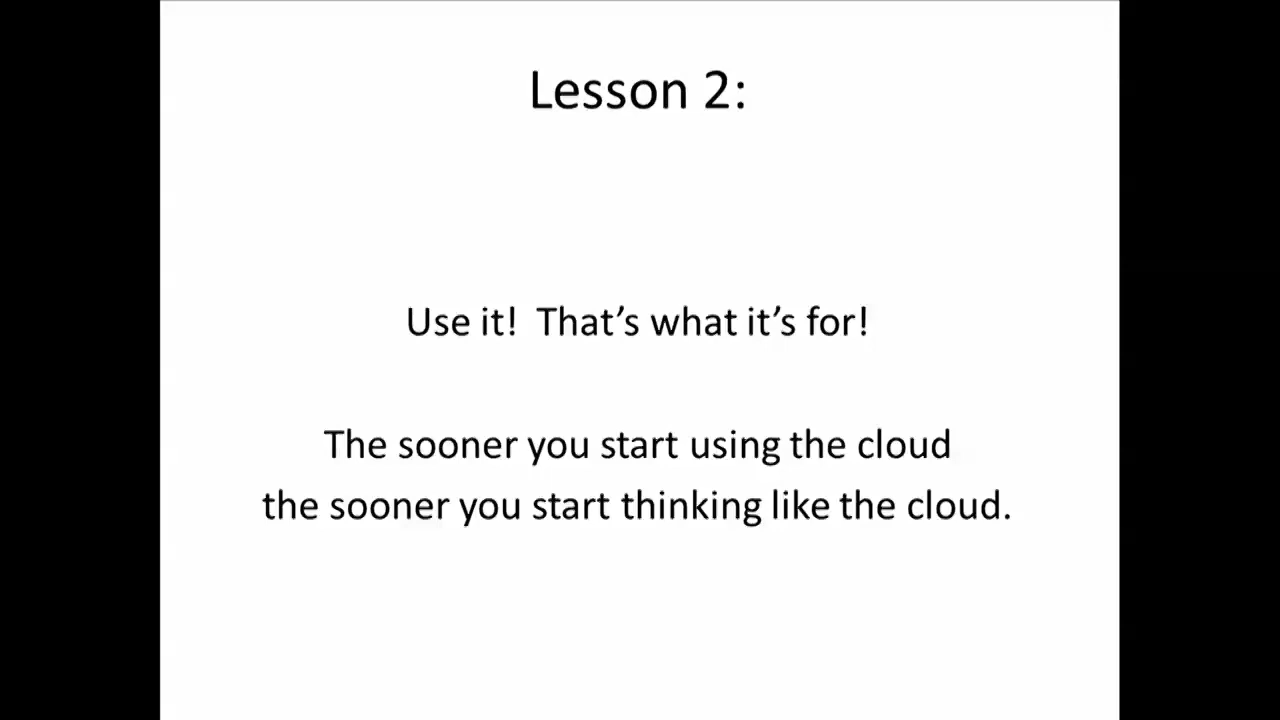 Lesson 2:
Use it!  That’s what it’s for!
The sooner you start using the cloud
the sooner you start thinking like the cloud.